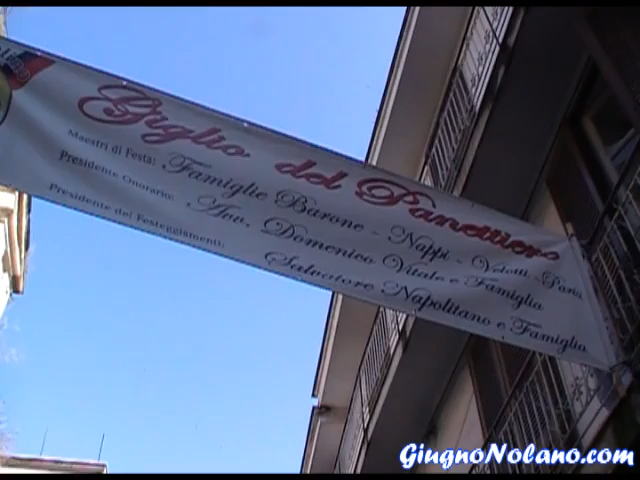 Giglio del Panettiere
Maestri di Festa: Famiglie Barone - Nappi - Velotti - Parisi
Presidente Onorario: Avv. Domenico Vitale e Famiglia
Presidente dei Festeggiamenti: Salvatore Napolitano e Famiglia
GiugnoNolano.com